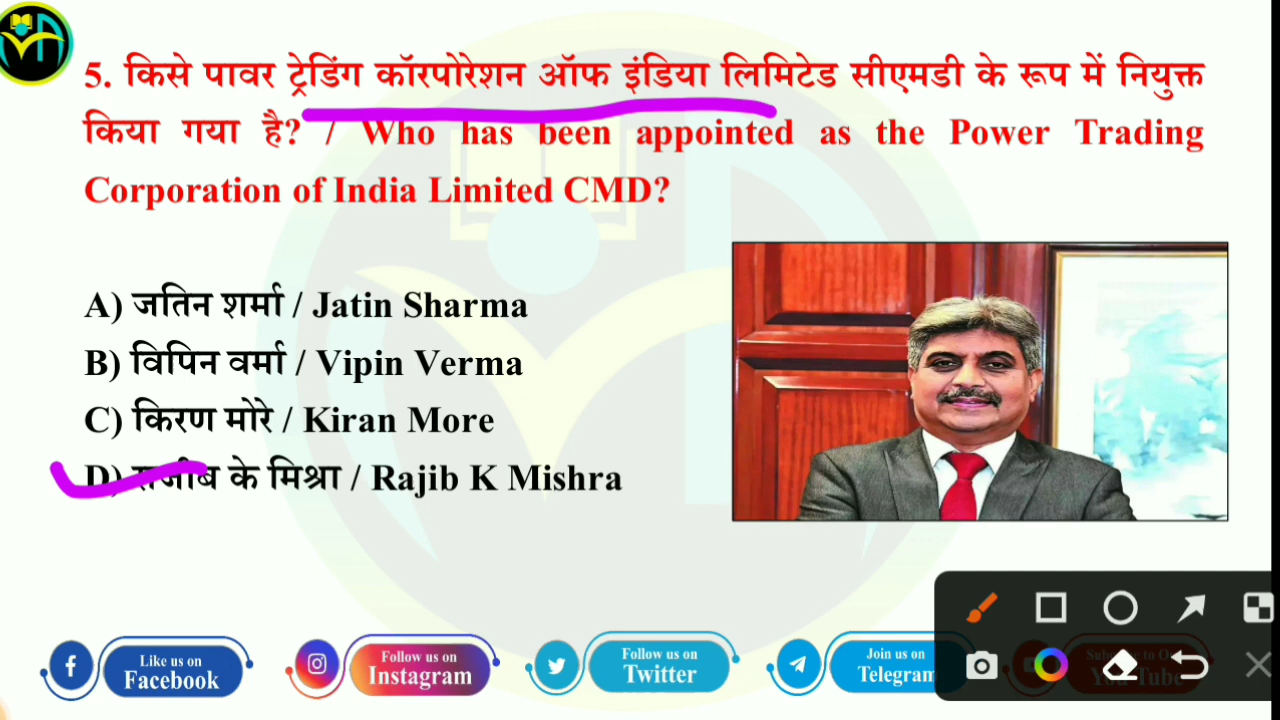 5. किसे पावर ट्रेडिंग कॉरपोरेशन ऑफ इंडिया लिमिटेड सीएमडी के रूप में नियुक्त
किया गया है? / Who has been appointed as the Power Trading
Corporation of India Limited CMD?
A) जतिन शर्मा / Jatin Sharma
B) विपिन वर्मा / Vipin Verma
C) किरण मोरे / Kiran More
D) राजीब के मिश्रा / Rajib K Mishra
Like us on
Facebook
Follow us on
Instagram
Follow us on
Twitter
Join us on
Telegram